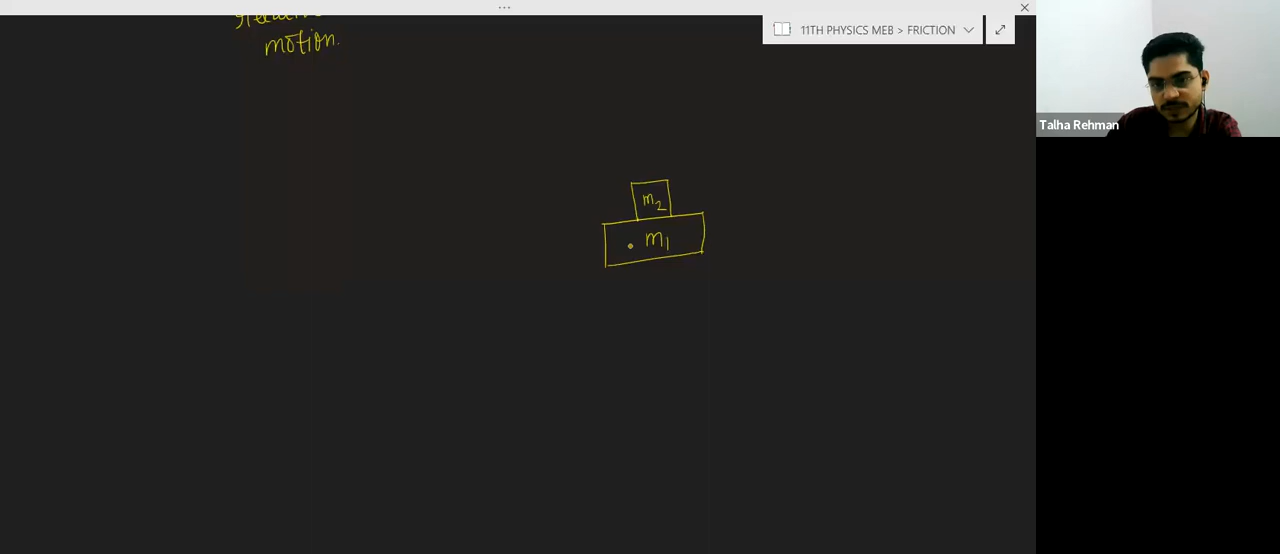 motion.
11TH PHYSICS MEB > FRICTION
Talha Rehman
m2
m1